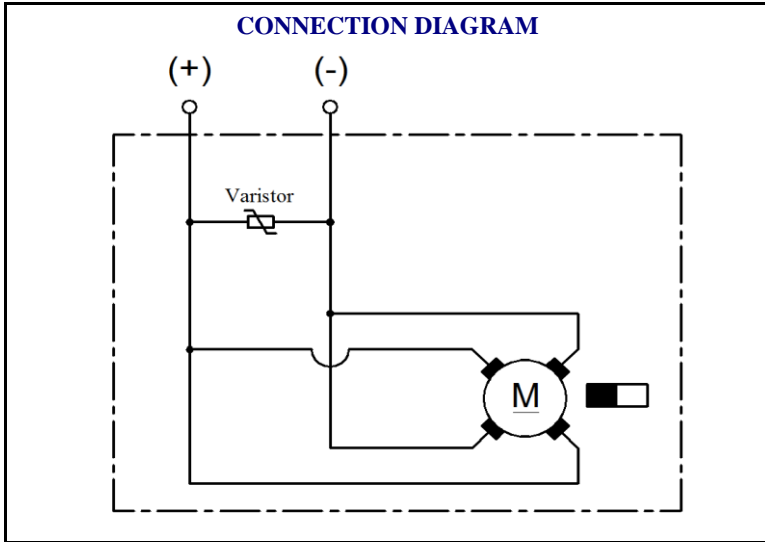 CONNECTION DIAGRAM
(+) (-)
Varistor
M